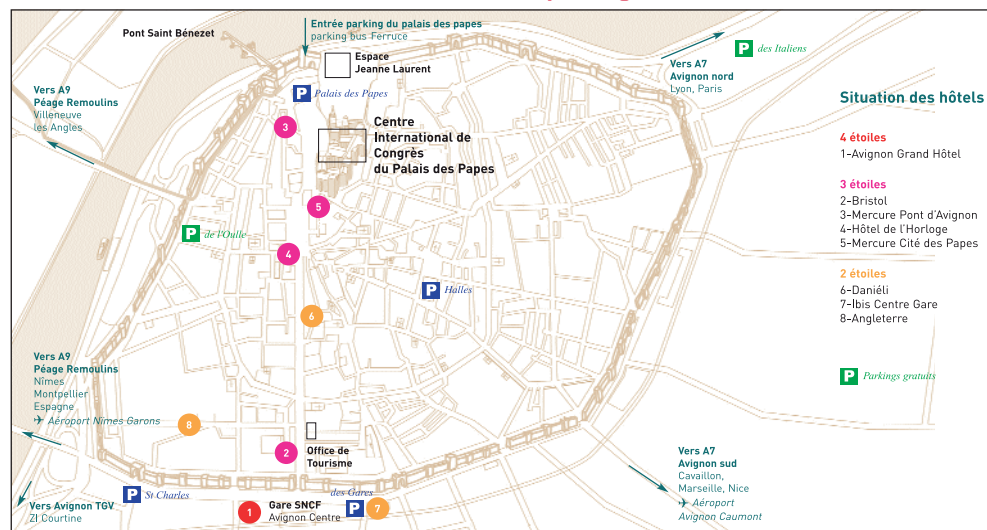 Entrée parking du palais des papes
parking bus Ferruce
Pont Saint Bénezet
Espace
Jeanne Laurent
P des Italiens
Vers A7
Avignon nord
Lyon, Paris
Vers A9
Péage Remoulins
Villeneuve
les Angles
P Palais des Papes
3
Centre
International de
Congrès
du Palais des Papes
5
P de l'Oulle
4
P Halles
6
Vers A9
Péage Remoulins
Nîmes
Montpellier
Espagne
Aéroport Nîmes Garons
8
2
Office de
Tourisme
Vers A7
Avignon sud
Cavaillon,
Marseille, Nice
Aéroport
Avignon Caumont
P St Charles
des Gares
P
7
Vers Avignon TGV
ZI Courtine
1
Gare SNCF
Avignon Centre
Situation des hôtels
4 étoiles
1-Avignon Grand Hôtel
3 étoiles
2-Bristol
3-Mercure Pont d'Avignon
4-Hôtel de l'Horloge
5-Mercure Cité des Papes
2 étoiles
6-Daniéli
7-Ibis Centre Gare
8-Angleterre
P Parkings gratuits